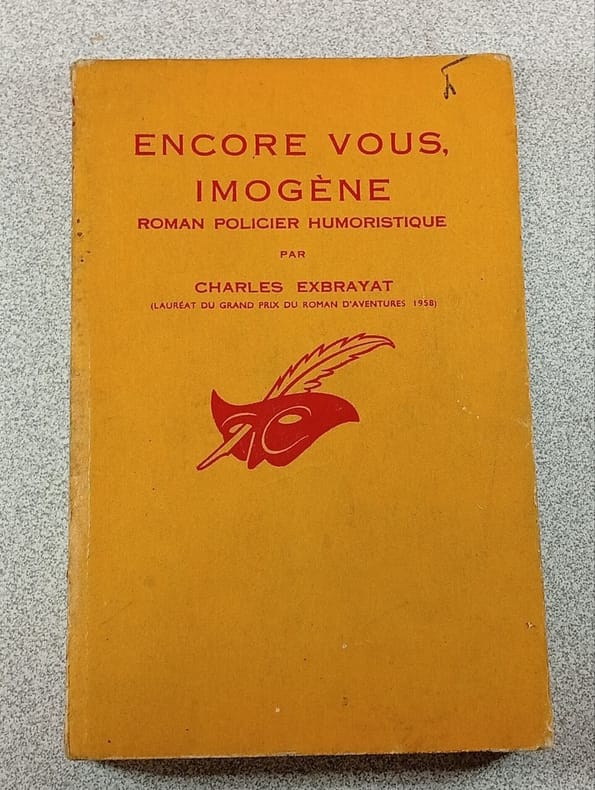 ENCORE VOUS,
IMOGÈNE
ROMAN POLICIER HUMORISTIQUE
PAR
CHARLES EXBRAYAT
(LAURÉAT DU GRAND PRIX DU ROMAN D'AVENTURES 1958)